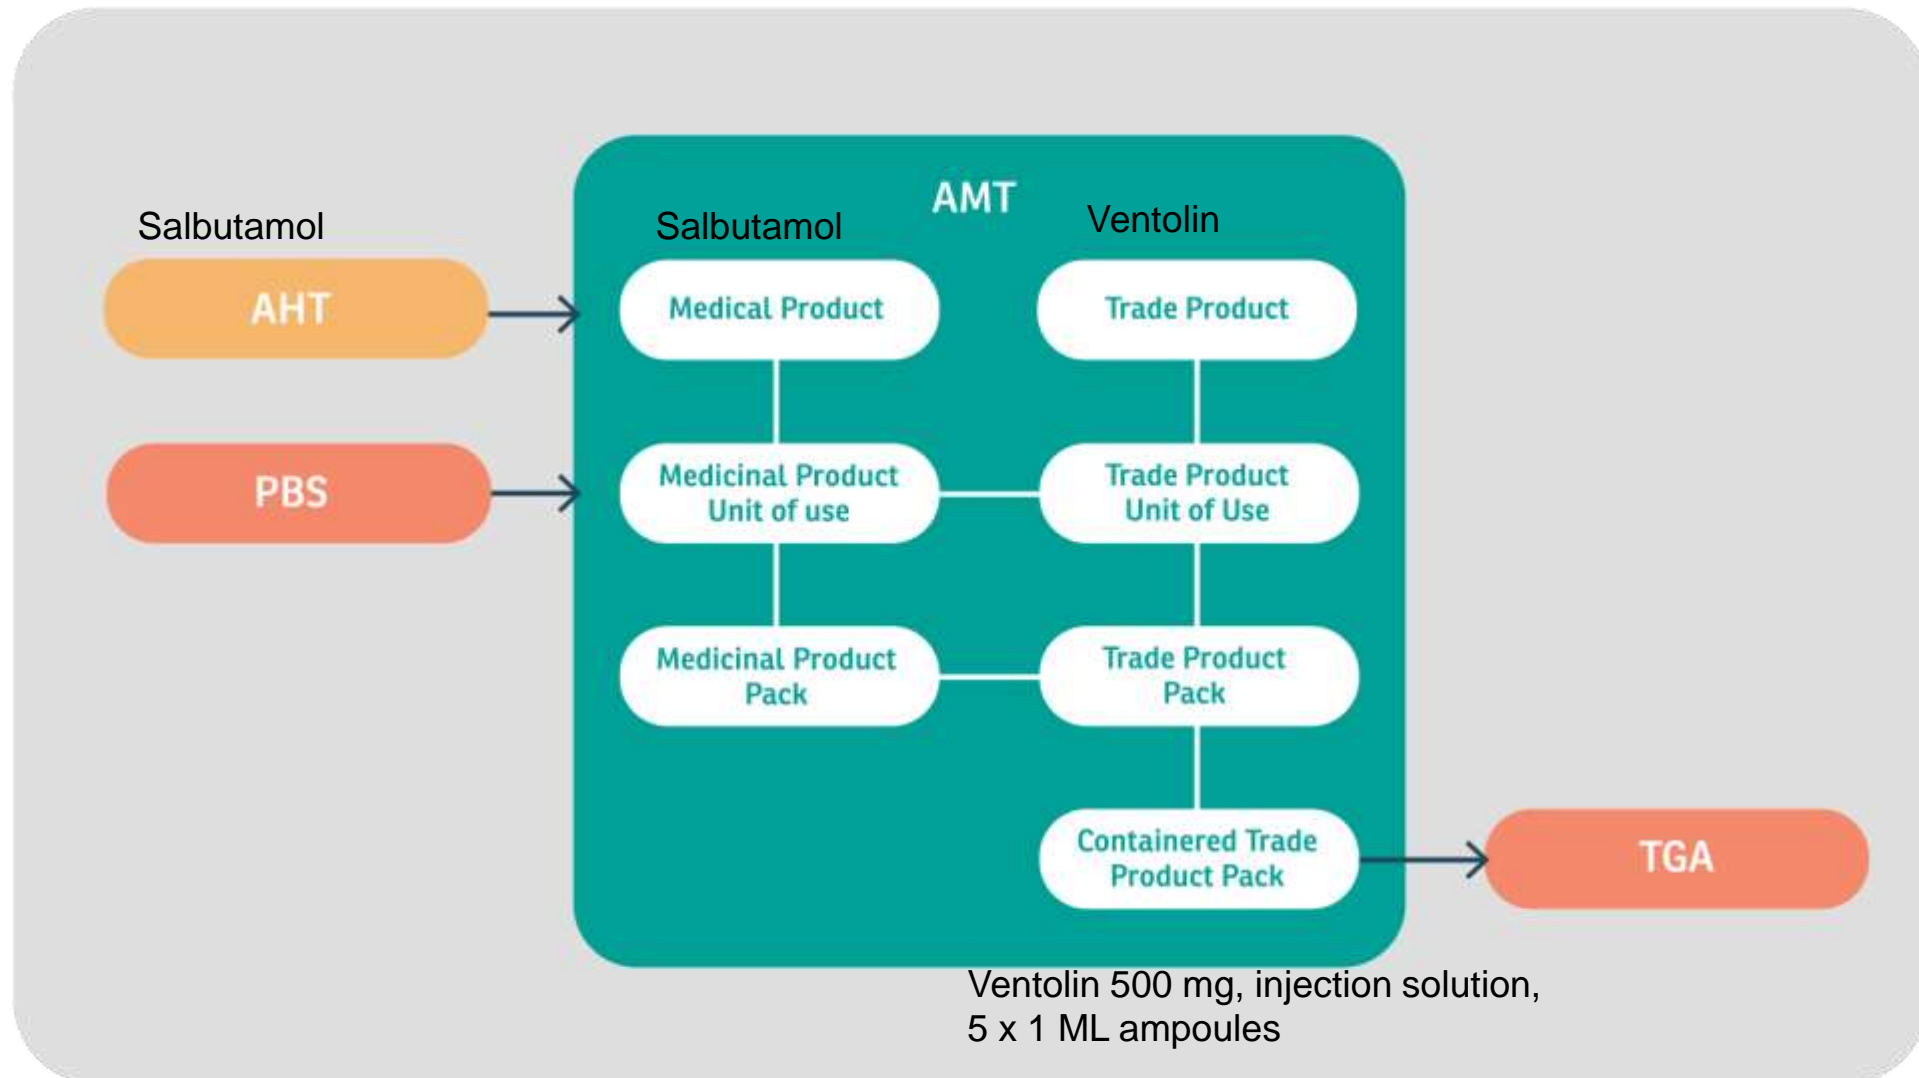 AMT
Salbutamol
Salbutamol
Ventolin
AHT
Medical Product
Trade Product
PBS
Medicinal Product
Unit of use
Trade Product
Unit of Use
Medicinal Product
Pack
Trade Product
Pack
Containered Trade
Product Pack
TGA
Ventolin 500 mg, injection solution,
5 x 1 ML ampoules